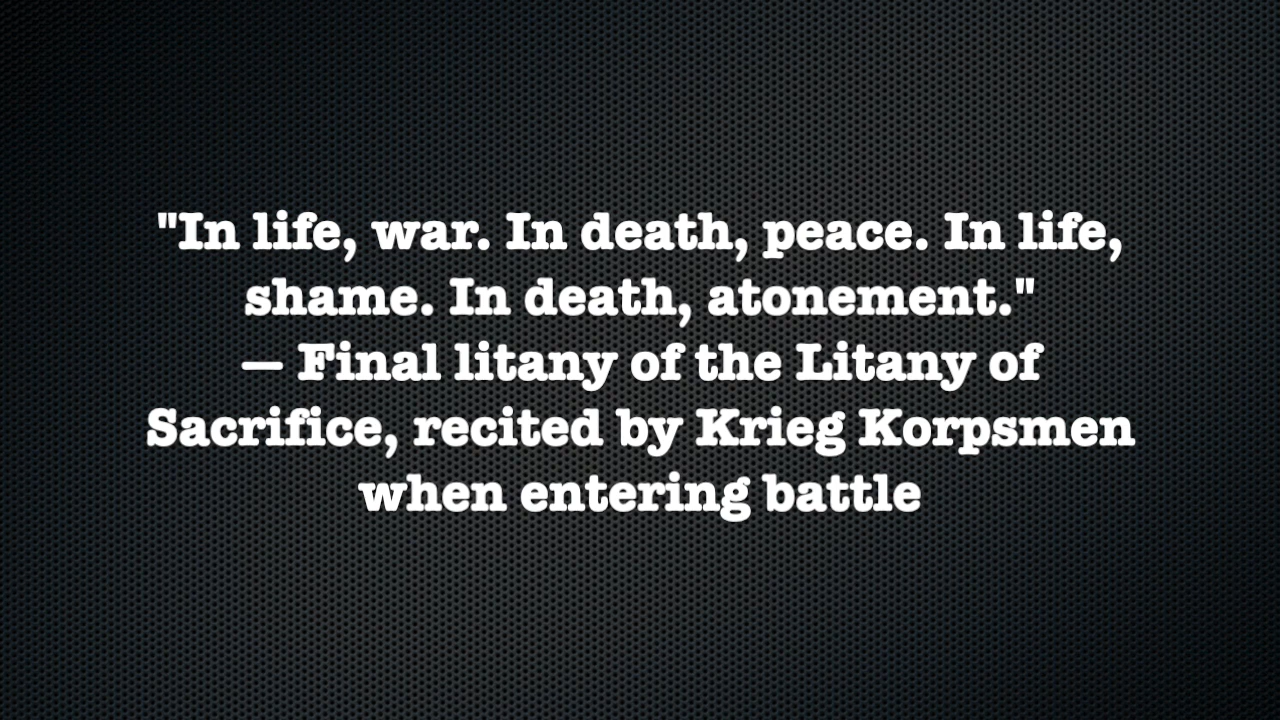 "In life, war. In death, peace. In life,
shame. In death, atonement."
— Final litany of the Litany of
Sacrifice, recited by Krieg Korpsmen
when entering battle